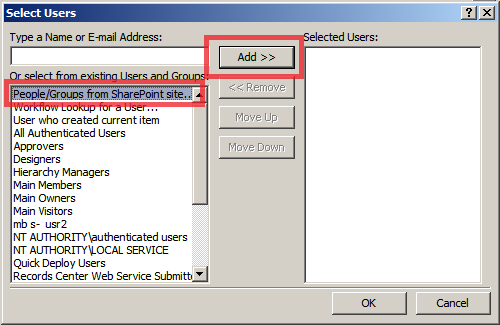 Select Users
Type a Name or E-mail Address:
Add >>
Selected Users:
Or select from existing Users and Groups:
People/Groups from SharePoint site...
<< Remove
Workflow Lookup for a User...
User who created current item
Move Up
All Authenticated Users
Approvers
Move Down
Designers
Hierarchy Managers
Main Members
Main Owners
Main Visitors
mb s- usr2
NT AUTHORITY\authenticated users
NT AUTHORITY\LOCAL SERVICE
Quick Deploy Users
Records Center Web Service Submitte
OK
Cancel